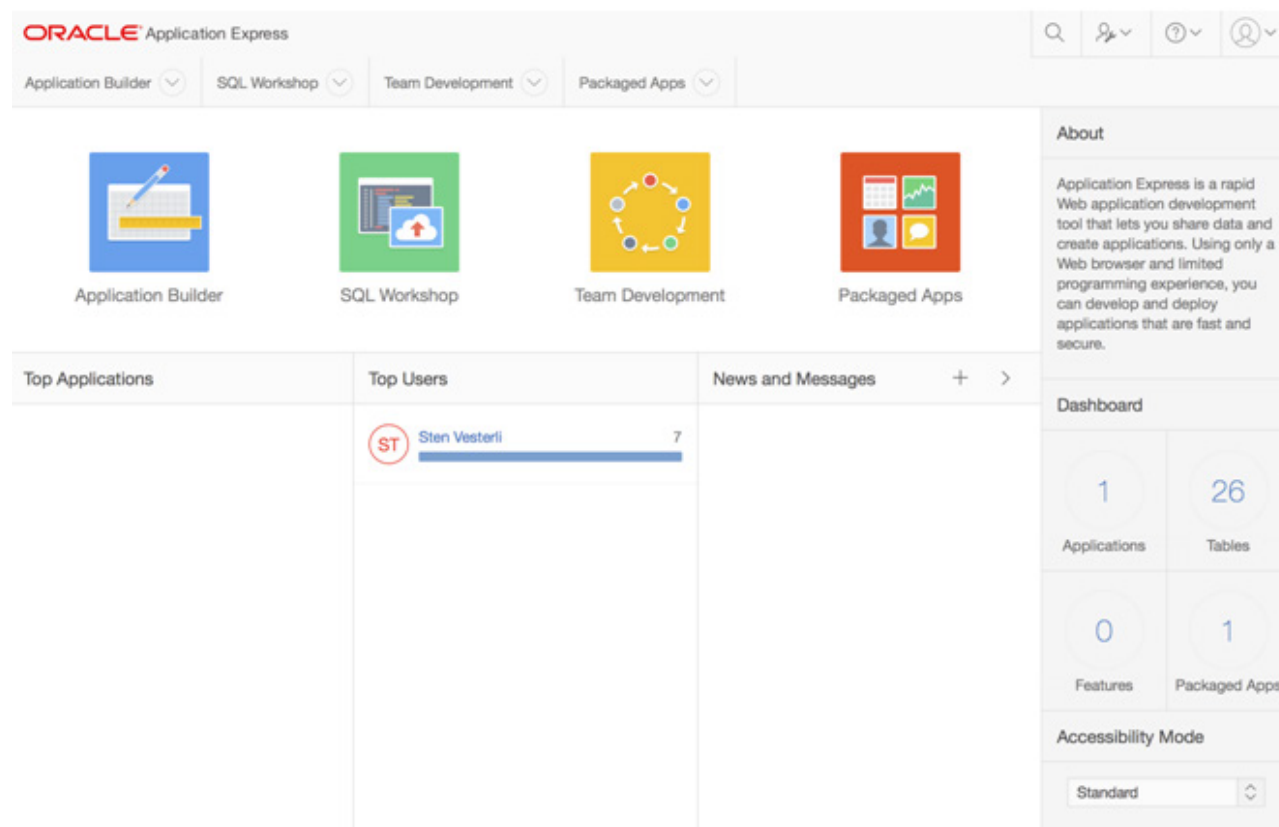 ORACLE Application Express
Application Builder SQL Workshop Team Development Packaged Apps
Application Builder SQL Workshop Team Development Packaged Apps
Top Applications
Top Users
ST Sten Vesterli 7
News and Messages
About
Application Express is a rapid
Web application development
tool that lets you share data and
create applications. Using only a
Web browser and limited
programming experience, you
can develop and deploy
applications that are fast and
secure.
Dashboard
1 26
Applications Tables
0 1
Features Packaged Apps
Accessibility Mode
Standard